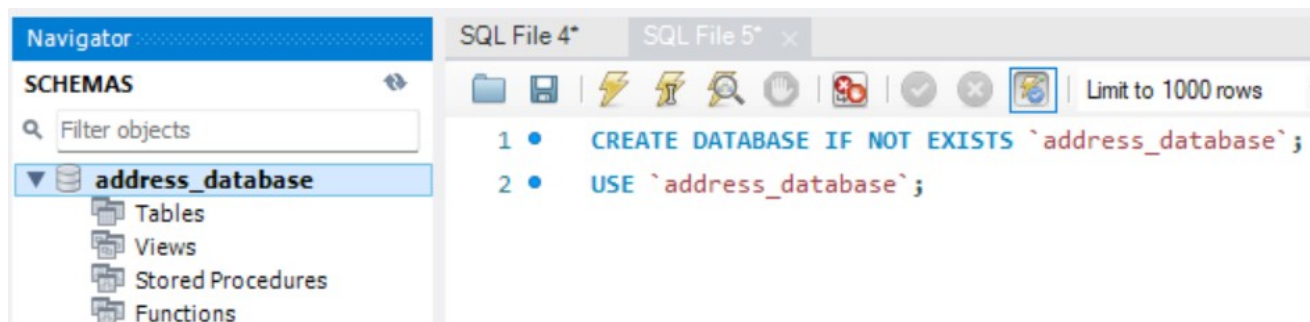 Navigator
SCHEMAS
Filter objects
address_database
Tables
Views
Stored Procedures
Functions
SQL File 4*
SQL File 5*
Limit to 1000 rows
1 CREATE DATABASE IF NOT EXISTS `address_database`;
2 USE `address_database`;